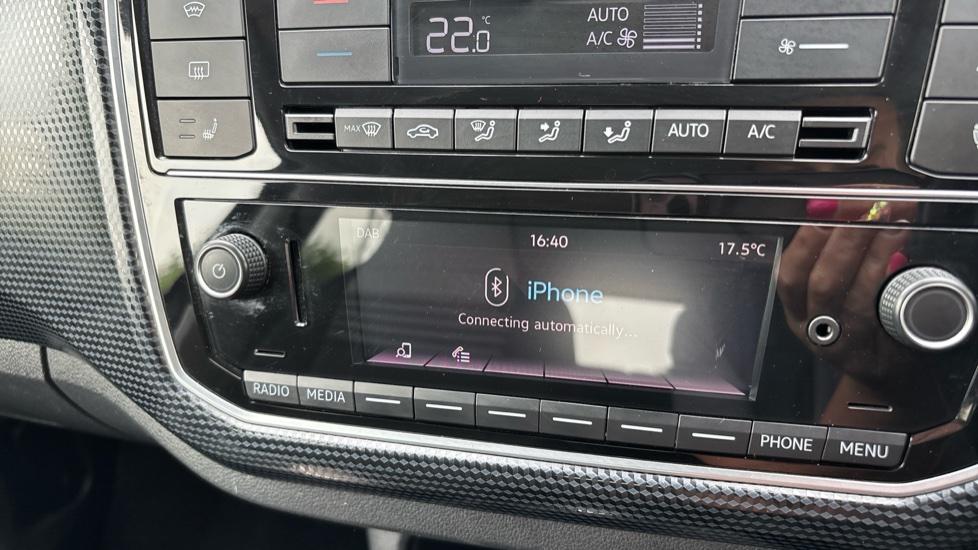 22.0 °C
AUTO
A/C
MAX
AUTO
A/C
DAB
16:40
17.5°C
iPhone
Connecting automatically...
RADIO
MEDIA
PHONE
MENU